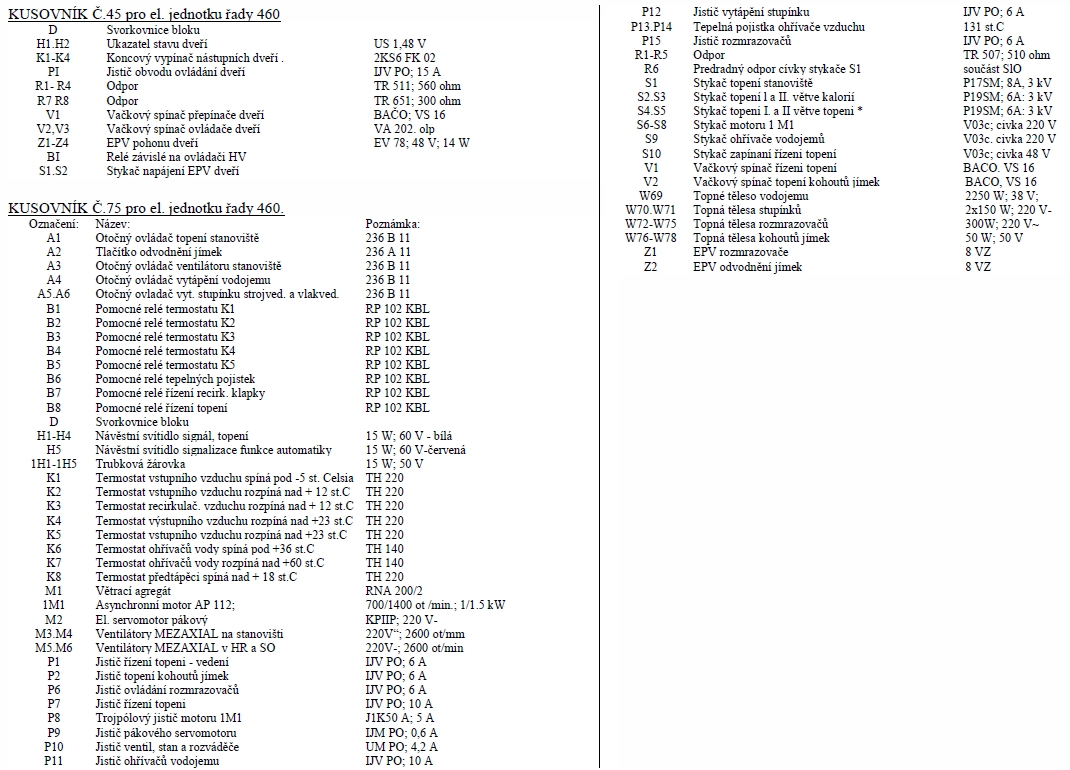 KUSOVNÍK Č.45 pro el. jednotku řady 460
D Svorkovnice bloku
H1.H2 Ukazatel stavu dveří US 1,48 V
K1-K4 Koncový vypínač nástupních dveří . 2KS6 FK 02
PI Jistič obvodu ovládání dveří IJV PO; 15 A
R1- R4 Odpor TR 511; 560 ohm
R7 R8 Odpor TR 651; 300 ohm
V1 Vačkový spínač přepínače dveří BAČO; VS 16
V2,V3 Vačkový spínač ovládače dveří VA 202. olp
Z1-Z4 EPV pohonu dveří EV 78; 48 V; 14 W
BI Relé závislé na ovládači HV
S1.S2 Stykač napájení EPV dveří
KUSOVNÍK Č.75 pro el. jednotku řady 460.
Označení: Název: Poznámka:
A1 Otočný ovládač topení stanoviště 236 B 11
A2 Tlačítko odvodnění jímek 236 A 11
A3 Otočný ovládač ventilátoru stanoviště 236 B 11
A4 Otočný ovládač vytápění vodojemu 236 B 11
A5.A6 Otočný ovladač vyt. stupínku strojved. a vlakved. 236 B 11
B1 Pomocné relé termostatu K1 RP 102 KBL
B2 Pomocné relé termostatu K2 RP 102 KBL
B3 Pomocné relé termostatu K3 RP 102 KBL
B4 Pomocné relé termostatu K4 RP 102 KBL
B5 Pomocné relé termostatu K5 RP 102 KBL
B6 Pomocné relé tepelných pojistek RP 102 KBL
B7 Pomocné relé řízení recirk. klapky RP 102 KBL
B8 Pomocné relé řízení topení RP 102 KBL
D Svorkovnice bloku
H1-H4 Návěstní svítidlo signál, topení 15 W; 60 V - bílá
H5 Návěstní svítidlo signalizace funkce automatiky 15 W; 60 V-červená
1H1-1H5 Trubková žárovka 15 W; 50 V
K1 Termostat vstupního vzduchu spíná pod -5 st. Celsia TH 220
K2 Termostat vstupního vzduchu rozpíná nad + 12 st.C TH 220
K3 Termostat recirkulač. vzduchu rozpíná nad + 12 st.C TH 220
K4 Termostat výstupního vzduchu rozpíná nad +23 st.C TH 220
K5 Termostat vstupního vzduchu rozpíná nad +23 st.C TH 220
K6 Termostat ohřívačů vody spíná pod +36 st.C TH 140
K7 Termostat ohřívačů vody rozpíná nad +60 st.C TH 140
K8 Termostat předtápěci spíná nad + 18 st.C TH 220
M1 Větrací agregát RNA 200/2
1M1 Asynchronní motor AP 112; 700/1400 ot /min.; 1/1.5 kW
M2 El. servomotor pákový KPIIP; 220 V-
M3.M4 Ventilátory MEZAXIAL na stanovišti 220V“; 2600 ot/mm
M5.M6 Ventilátory MEZAXIAL v HR a SO 220V-; 2600 ot/min
P1 Jistič řízení topeni - vedení IJV PO; 6 A
P2 Jistič topení kohoutů jímek IJV PO; 6 A
P6 Jistič ovládání rozmrazovačů IJV PO; 6 A
P7 Jistič řízení topeni IJV PO; 10 A
P8 Trojpólový jistič motoru 1M1 J1K50 A; 5 A
P9 Jistič pákového servomotoru IJM PO; 0,6 A
P10 Jistič ventil, stan a rozváděče UM PO; 4,2 A
P11 Jistič ohřívačů vodojemu IJV PO; 10 A
P12 Jistič vytápění stupínku IJV PO; 6 A
P13.P14 Tepelná pojistka ohřívače vzduchu 131 st.C
P15 Jistič rozmrazovačů IJV PO; 6 A
R1-R5 Odpor TR 507; 510 ohm
R6 Predradný odpor cívky stykače S1 součást SlO
S1 Stykač topení stanoviště P17SM; 8A, 3 kV
S2.S3 Stykač topení l a II. větve kalorií P19SM; 6A: 3 kV
S4.S5 Stykač topeni I. a II větve topeni * P19SM; 6A: 3 kV
S6-S8 Stykač motoru 1 M1 V03c; civka 220 V
S9 Stykač ohřívače vodojemů V03c. civka 220 V
S10 Stykač zapínaní řízeni topení V03c; civka 48 V
V1 Vačkový spínač řízeni topení BACO. VS 16
V2 Vačkový spínač topení kohoutů jímek BACO, VS 16
W69 Topné těleso vodojemu 2250 W; 38 V;
W70.W71 Topná tělesa stupínků 2x150 W; 220 V-
W72-W75 Topná tělesa rozmrazovačů 300W; 220 V~
W76-W78 Topná tělesa kohoutů jímek 50 W; 50 V
Z1 EPV rozmrazovače 8 VZ
Z2 EPV odvodnění jímek 8 VZ